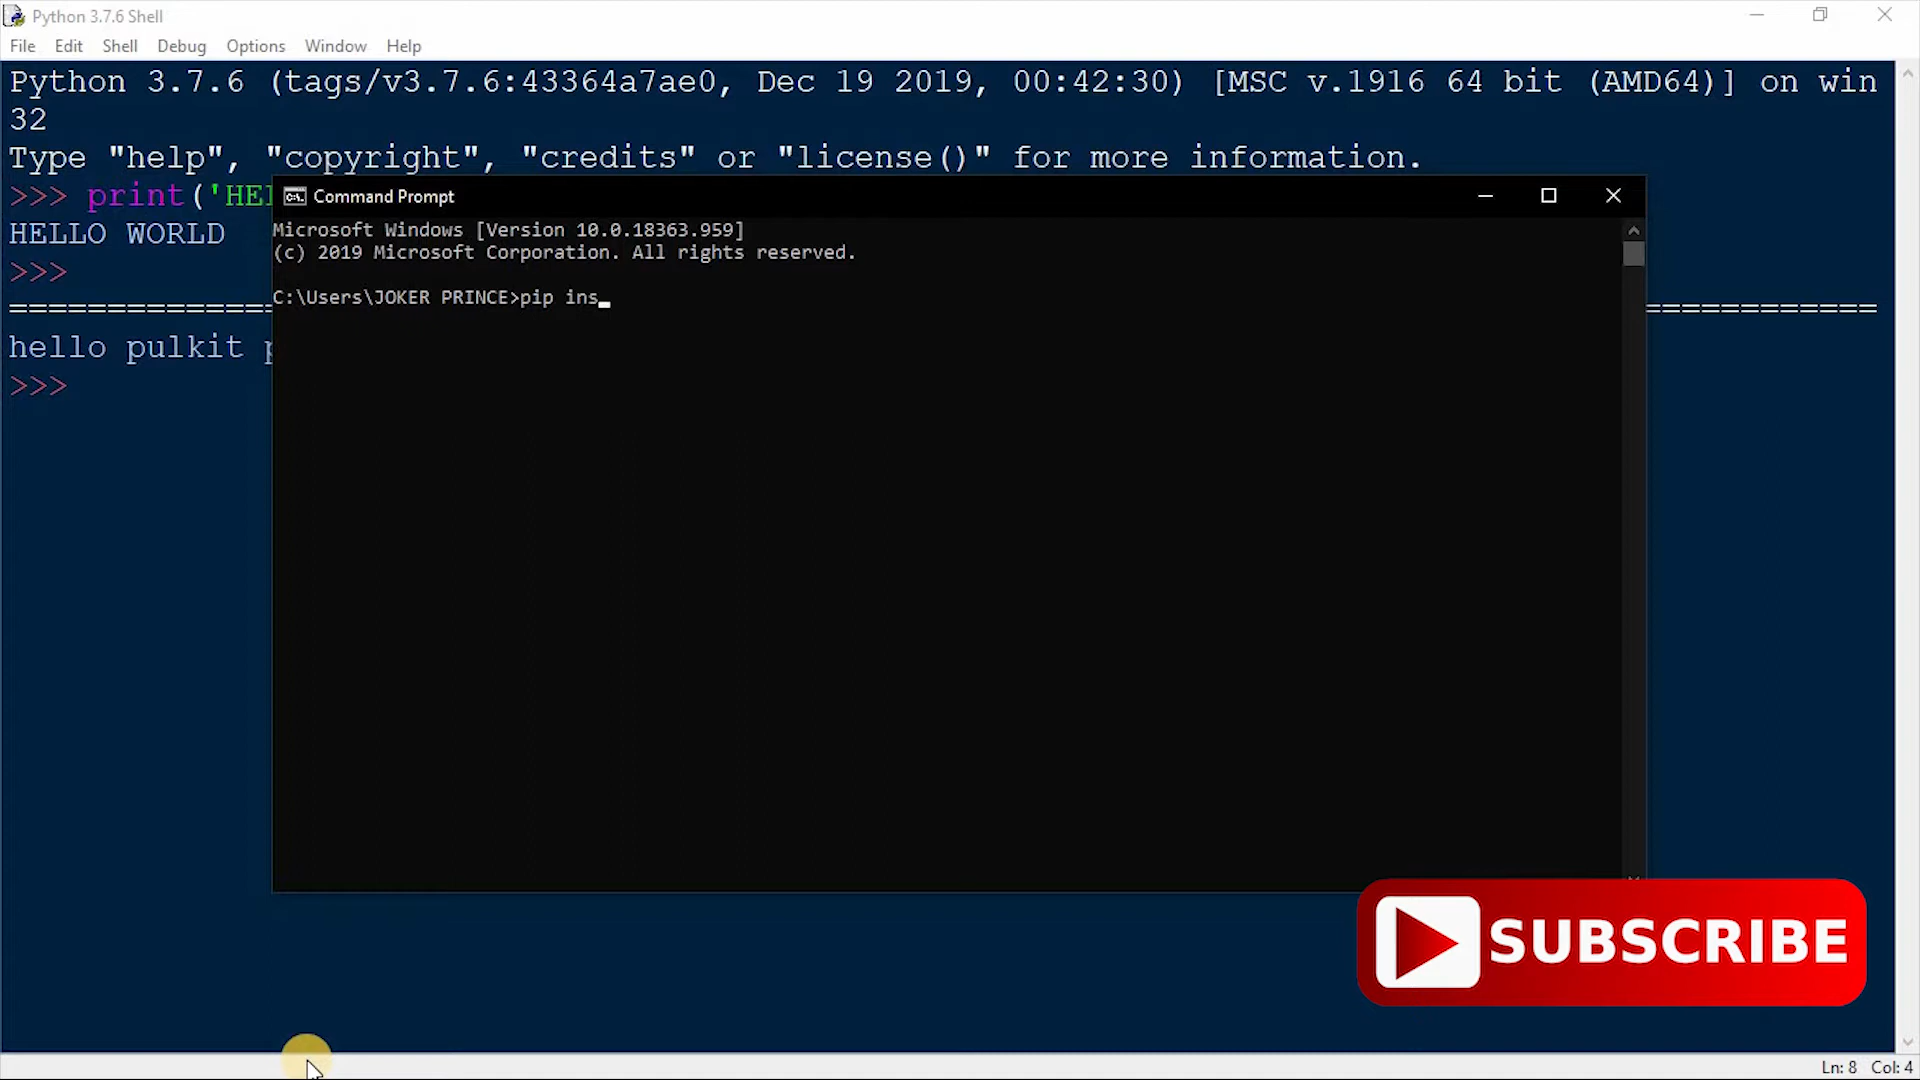 Python 3.7.6 Shell
File Edit Shell Debug Options Window Help
Python 3.7.6 (tags/v3.7.6:43364a7ae0, Dec 19 2019, 00:42:30) [MSC v.1916 64 bit (AMD64)] on win
32
Type "help", "copyright", "credits" or "license()" for more information.
>>> print('HE
HELLO WORLD
>>>
hello pulkit
>>>
Command Prompt
Microsoft Windows [Version 10.0.18363.959]
(c) 2019 Microsoft Corporation. All rights reserved.
C:\Users\JOKER PRINCE>pip ins_
SUBSCRIBE
Ln: 8 Col: 4